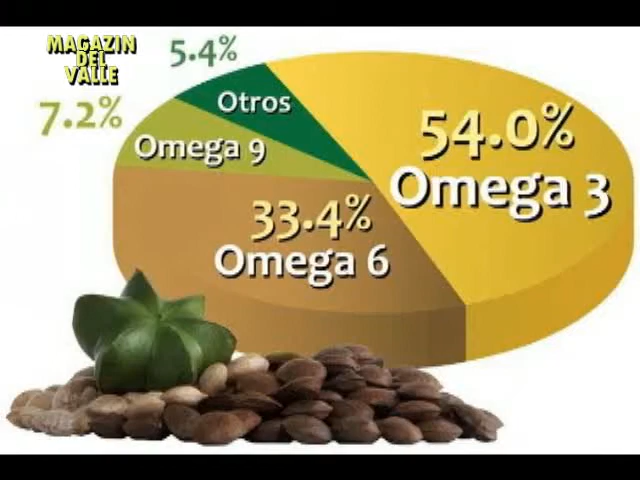 MAGAZIN
DEL
VALLE
5.4%
Otros
7.2%
Omega 9
54.0%
Omega 3
33.4%
Omega 6